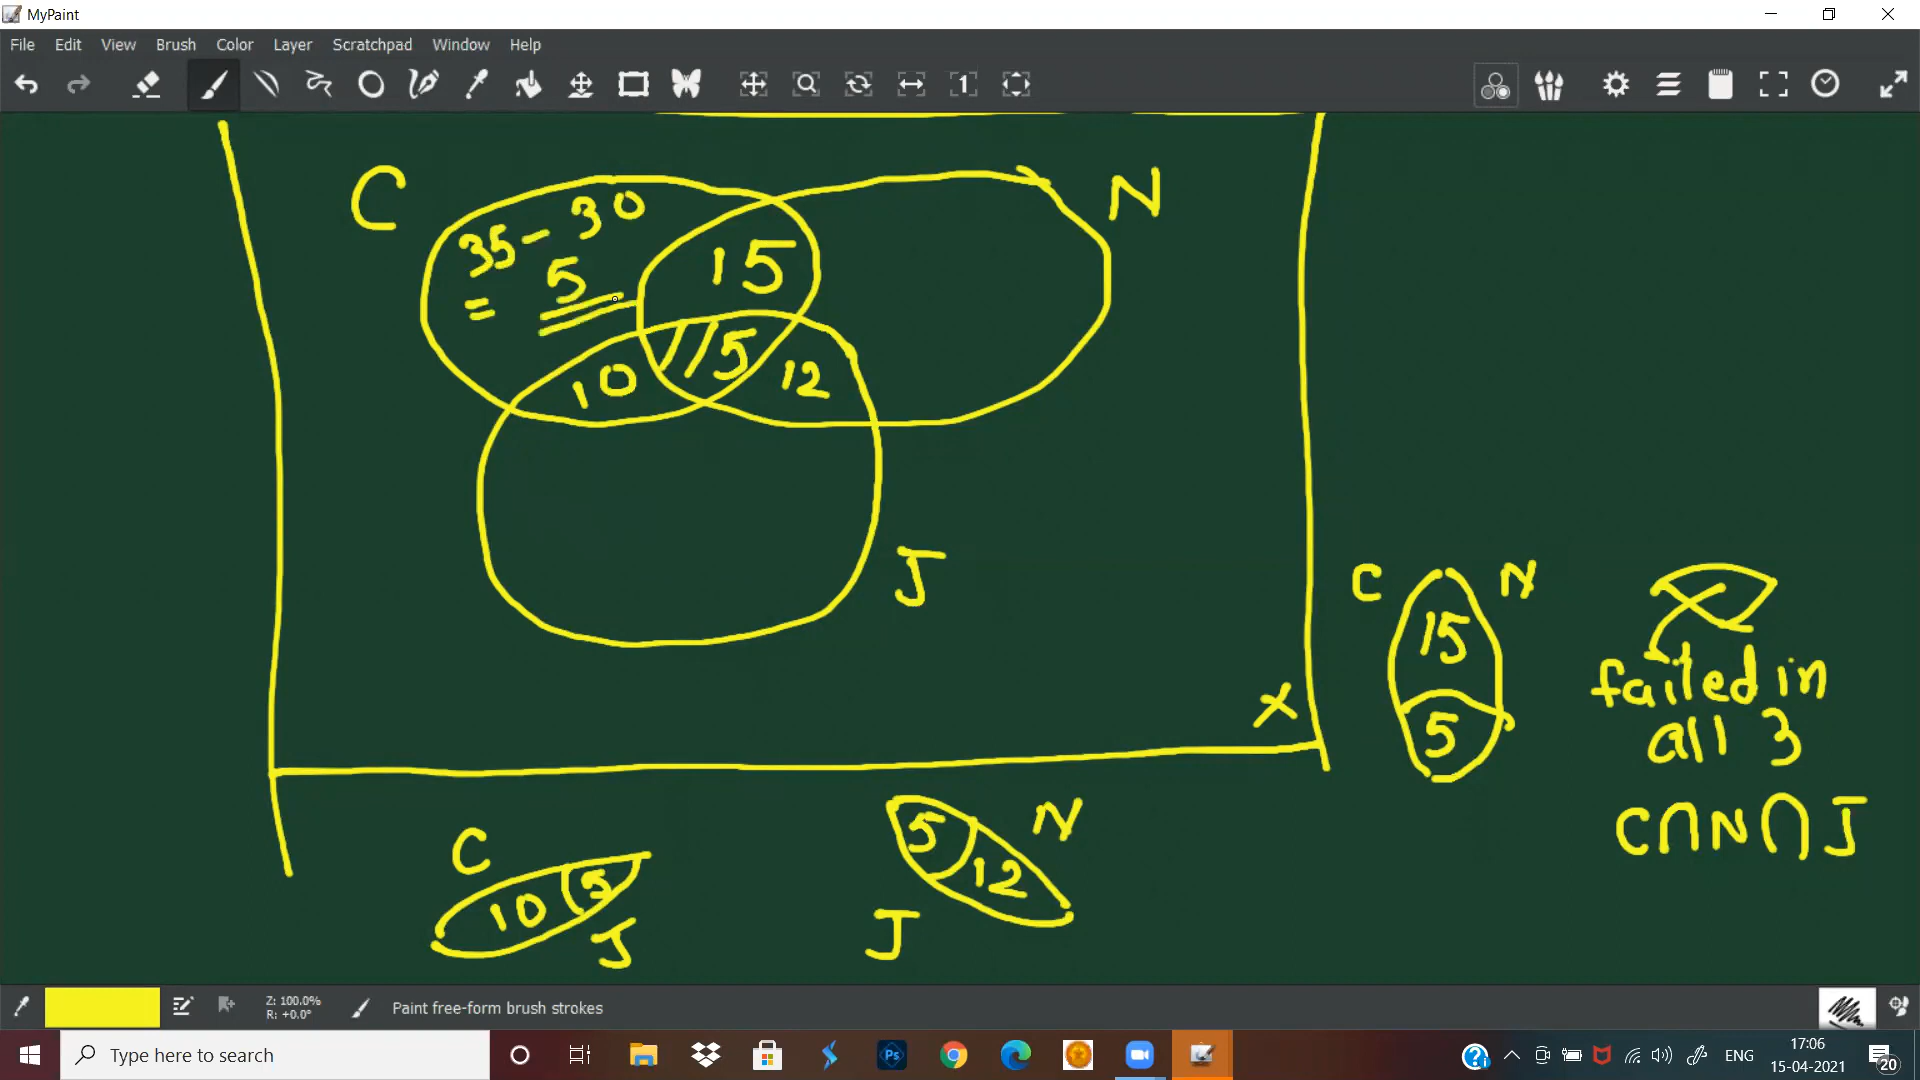 MyPaint
File Edit View Brush Color Layer Scratchpad Window Help
C
N
35 - 30
= 5
15
10
5
12
J
X
C N
15
5
failed in
all 3
C∩N∩J
C
10 5
J
5
12
N
J
Z: 100.0%
R: +0.0°
Paint free-form brush strokes
Type here to search
Ps
ENG
17:06
15-04-2021
20